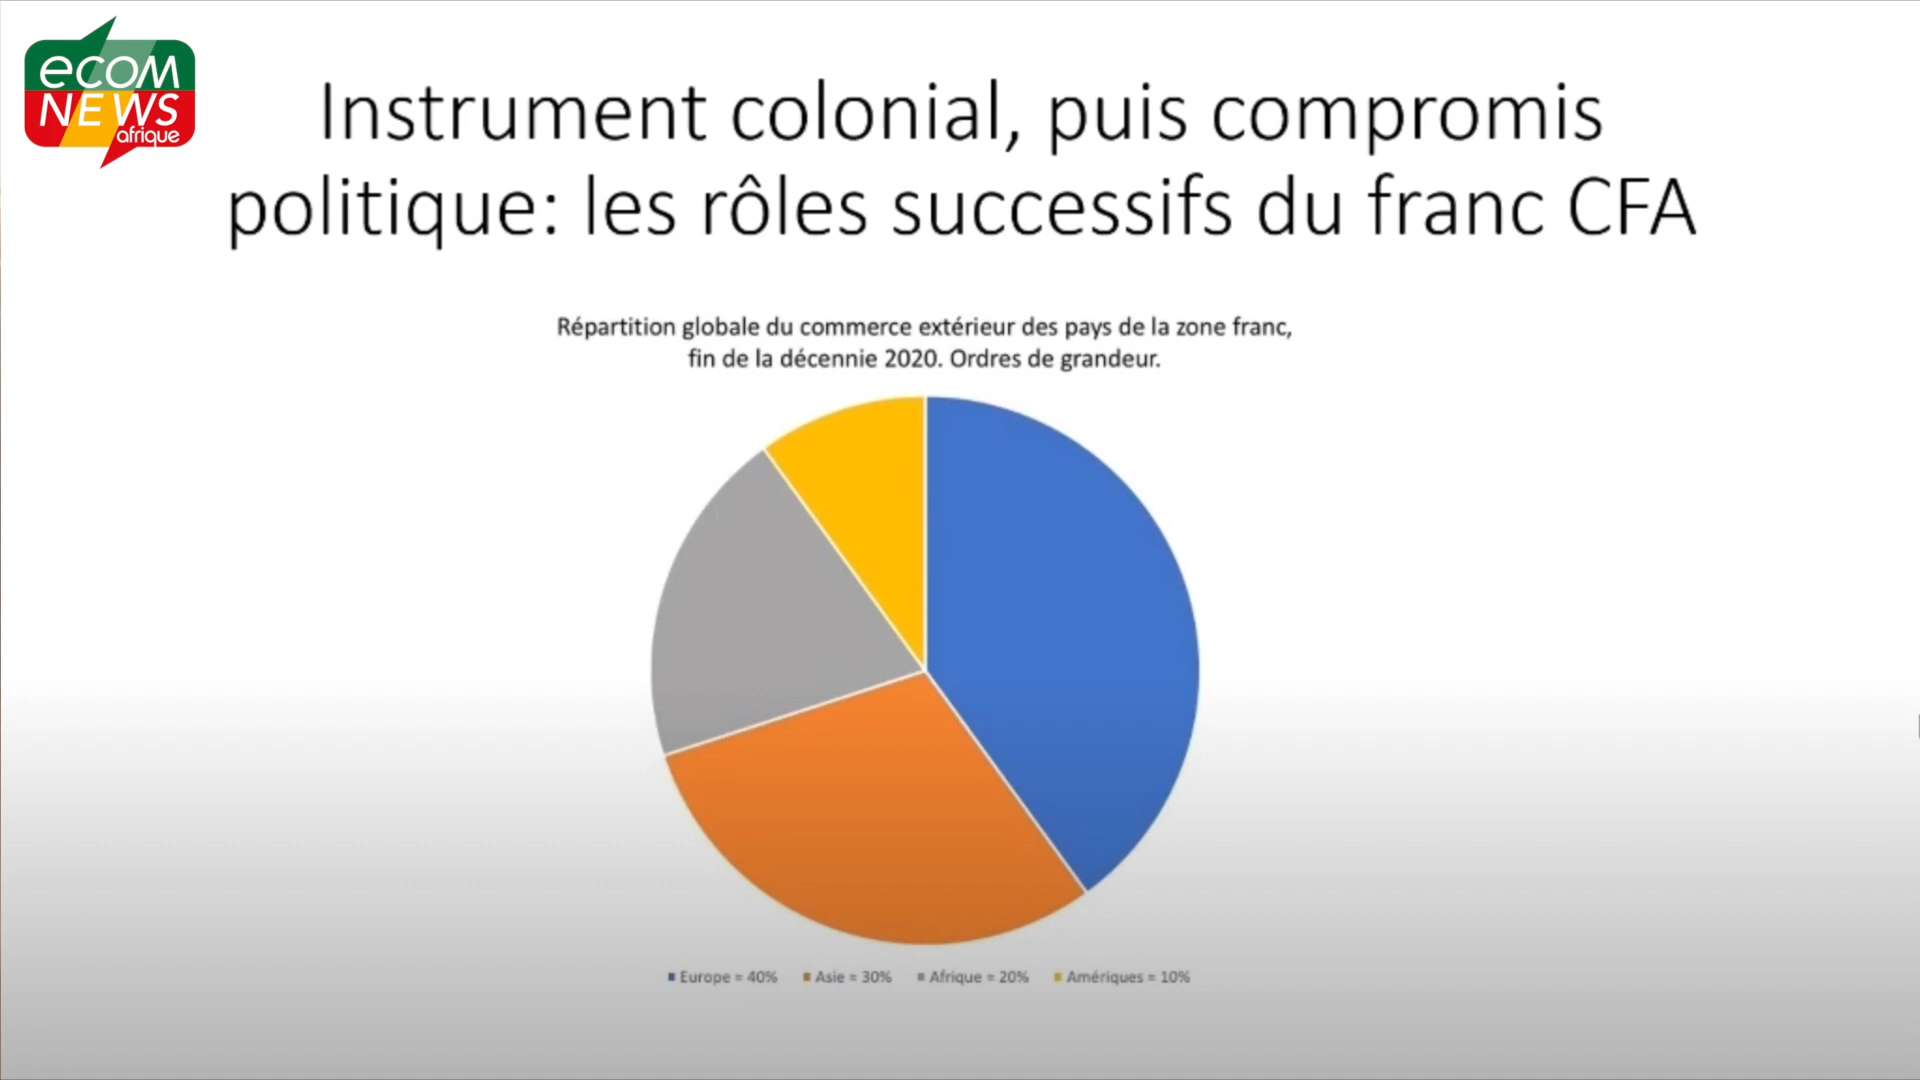 ecom
NEWS
afrique
Instrument colonial, puis compromis
politique: les rôles successifs du franc CFA
Répartition globale du commerce extérieur des pays de la zone franc,
fin de la décennie 2020. Ordres de grandeur.
Europe = 40% Asie = 30% Afrique = 20% Amériques = 10%